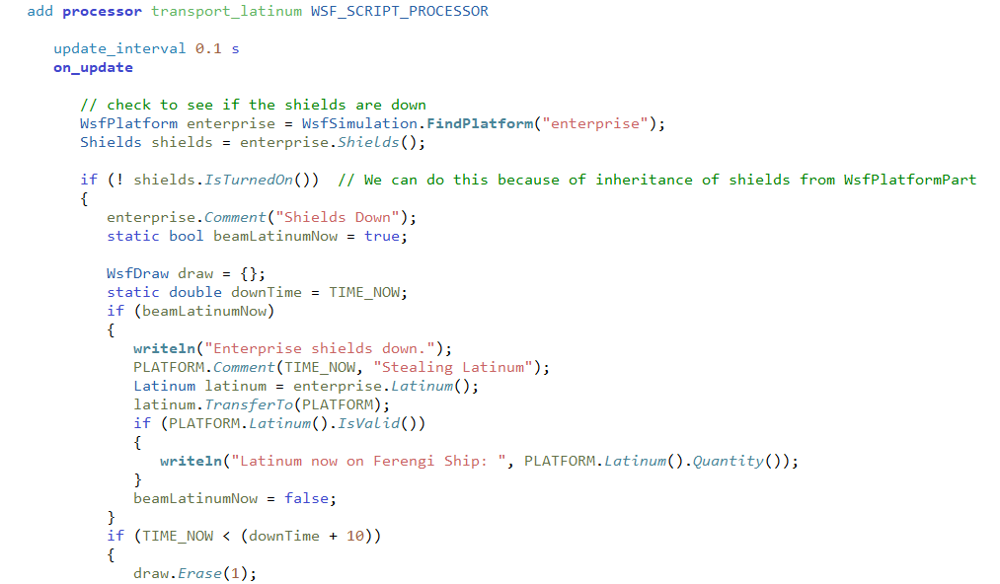 add processor transport_latinum WSF_SCRIPT_PROCESSOR
update_interval 0.1 s
on_update
// check to see if the shields are down
WsfPlatform enterprise = WsfSimulation.FindPlatform("enterprise");
Shields shields = enterprise.Shields();
if (! shields.IsTurnedOn())  // We can do this because of inheritance of shields from WsfPlatformPart
{
enterprise.Comment("Shields Down");
static bool beamLatinumNow = true;
WsfDraw draw = {};
static double downTime = TIME_NOW;
if (beamLatinumNow)
{
writeln("Enterprise shields down.");
PLATFORM.Comment(TIME_NOW, "Stealing Latinum");
Latinum latinum = enterprise.Latinum();
latinum.TransferTo(PLATFORM);
if (PLATFORM.Latinum().IsValid())
{
writeln("Latinum now on Ferengi Ship: ", PLATFORM.Latinum().Quantity());
}
beamLatinumNow = false;
}
if (TIME_NOW < (downTime + 10))
{
draw.Erase(1);